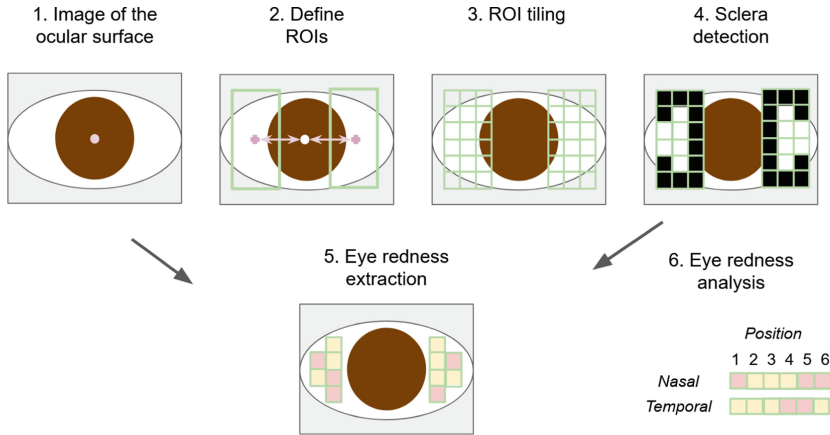 1. Image of the
ocular surface
2. Define
ROIs
3. ROI tiling
4. Sclera
detection
5. Eye redness
extraction
6. Eye redness
analysis
Position
1 2 3 4 5 6
Nasal
Temporal